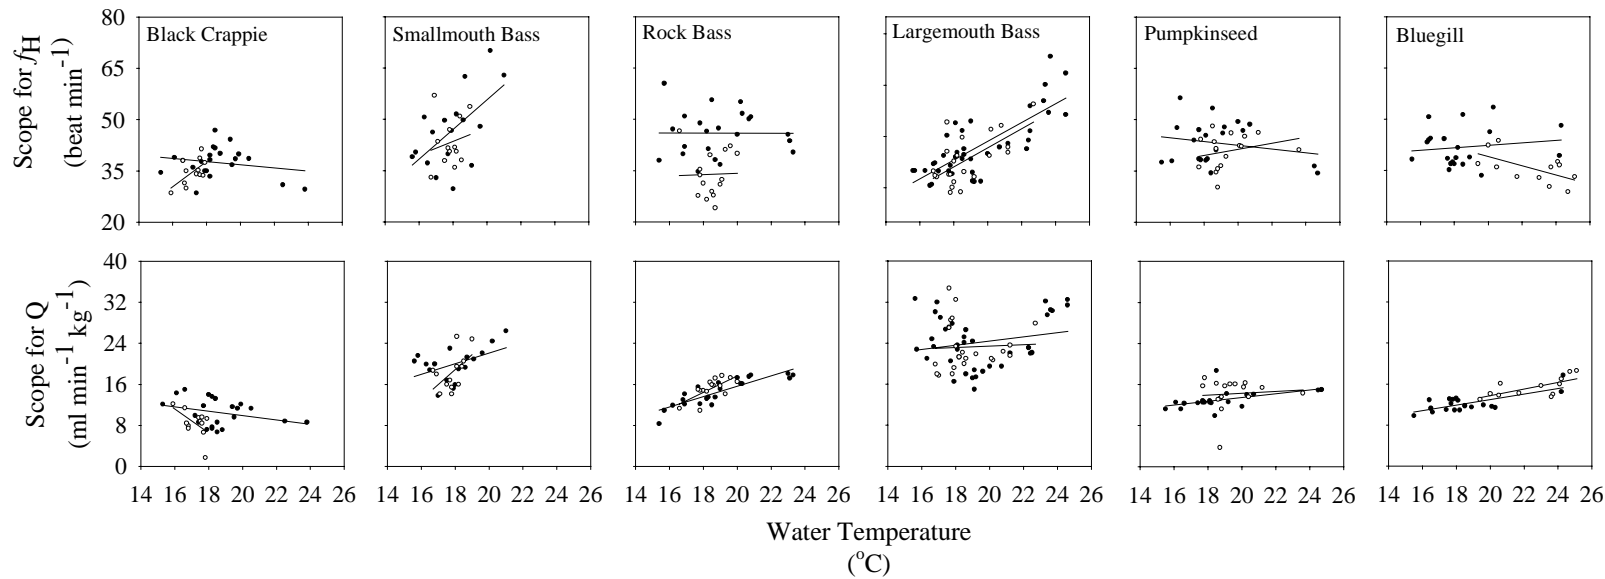 80
65
50
35
20
Scope for fH
(beat min-1)
Black Crappie
Smallmouth Bass
Rock Bass
Largemouth Bass
Pumpkinseed
Bluegill
40
32
24
16
8
0
Scope for Q
(ml min-1 kg-1)
14 16 18 20 22 24 26
14 16 18 20 22 24 26
14 16 18 20 22 24 26
14 16 18 20 22 24 26
14 16 18 20 22 24 26
14 16 18 20 22 24 26
Water Temperature
(oC)